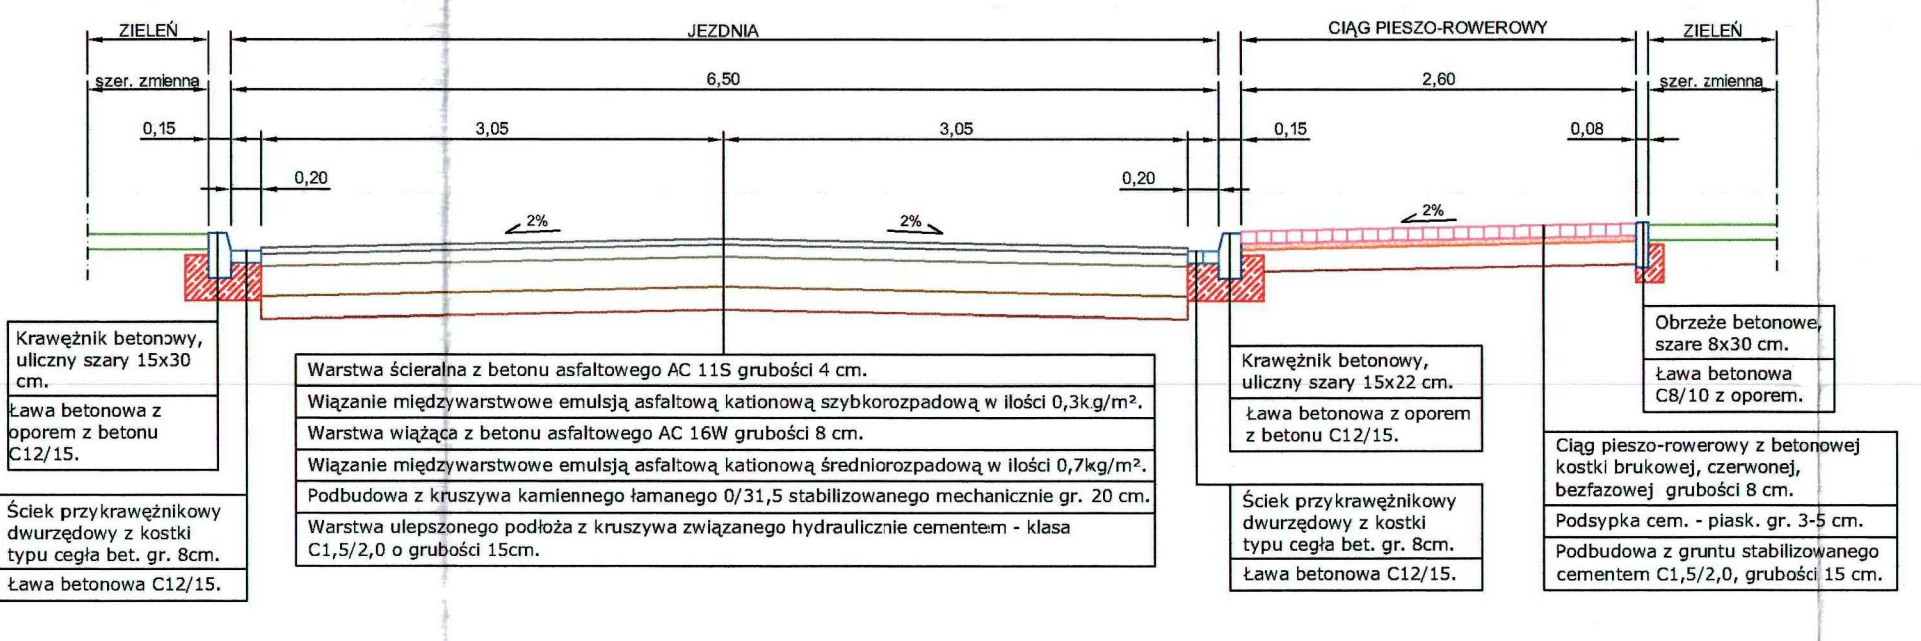 ZIELEŃ
JEZDNIA
CIĄG PIESZO-ROWEROWY
ZIELEŃ
szer. zmienna
6,50
2,60
szer. zmienna
0,15
3,05
3,05
0,15
0,08
0,20
0,20
2%
2%
2%
Krawężnik betonowy,
uliczny szary 15x30
cm.
Ława betonowa z
oporem z betonu
C12/15.
Ściek przykrawężnikowy
dwurzędowy z kostki
typu cegła bet. gr. 8cm.
Ława betonowa C12/15.
Warstwa ścieralna z betonu asfaltowego AC 11S grubości 4 cm.
Wiązanie międzywarstwowe emulsją asfaltową kationową szybkorozpadową w ilości 0,3kg/m².
Warstwa wiążąca z betonu asfaltowego AC 16W grubości 8 cm.
Wiązanie międzywarstwowe emulsją asfaltową kationową średniorozpadową w ilości 0,7kg/m².
Podbudowa z kruszywa kamiennego łamanego 0/31,5 stabilizowanego mechanicznie gr. 20 cm.
Warstwa ulepszonego podłoża z kruszywa związanego hydraulicznie cementem - klasa
C1,5/2,0 o grubości 15cm.
Krawężnik betonowy,
uliczny szary 15x22 cm.
Ława betonowa z oporem
z betonu C12/15.
Ściek przykrawężnikowy
dwurzędowy z kostki
typu cegła bet. gr. 8cm.
Ława betonowa C12/15.
Obrzeże betonowe,
szare 8x30 cm.
Ława betonowa
C8/10 z oporem.
Ciąg pieszo-rowerowy z betonowej
kostki brukowej, czerwonej,
bezfazowej grubości 8 cm.
Podsypka cem. - piask. gr. 3-5 cm.
Podbudowa z gruntu stabilizowanego
cementem C1,5/2,0, grubości 15 cm.